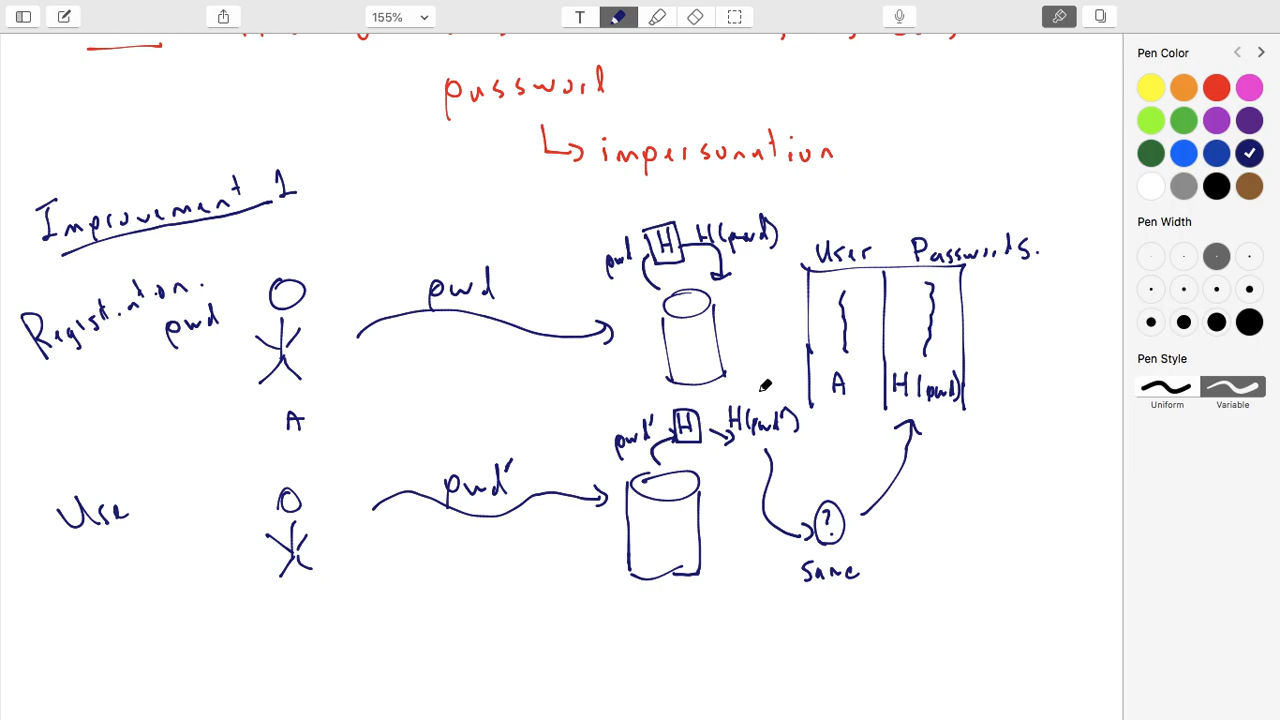 155%
T
Pen Color
Pen Width
Pen Style
Uniform
Variable
password
impersonation
Improvement 1
Registration.
pwd
A
pwd
pwd
H
H(pwd)
User
Passwords.
A
H(pwd)
Use
pwd'
pwd'
H
H(pwd')
?
Same